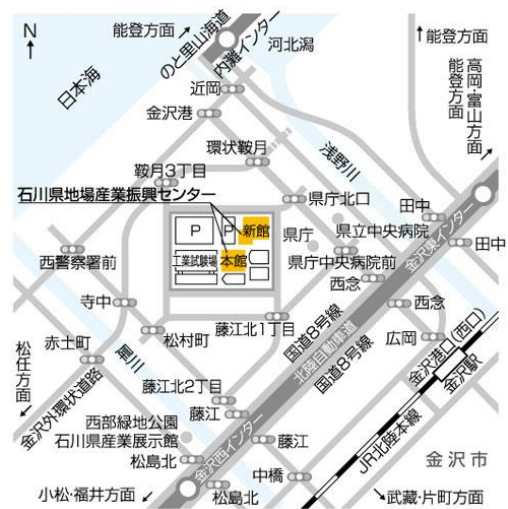 N
能登方面
のと里山海道
内灘インター
河北潟
能登方面
高岡・富山方面
能登方面
日本海
近岡
金沢港
浅野川
環状鞍月
鞍月3丁目
石川県地場産業振興センター
県庁北口
田中
P
P
新館
県庁
県立中央病院
金沢東インター
田中
西警察署前
工業試験場
本館
県庁中央病院前
西念
寺中
西念
藤江北1丁目
国道8号線
北陸自動車道
国道8号線
広岡
金沢港口(西口)
金沢駅
赤土町
松村町
犀川
松任方面
金沢外環状道路
藤江北2丁目
藤江
西部緑地公園
石川県産業展示館
藤江
JR北陸本線
金沢市
松島北
金沢西インター
中橋
小松・福井方面
松島北
武蔵・片町方面